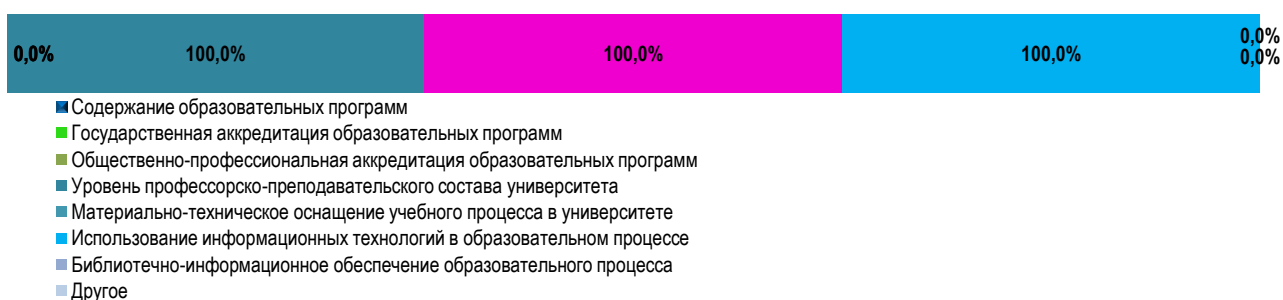 0,0% 100,0% 100,0% 100,0% 0,0%
0,0%
Содержание образовательных программ
Государственная аккредитация образовательных программ
Общественно-профессиональная аккредитация образовательных программ
Уровень профессорско-преподавательского состава университета
Материально-техническое оснащение учебного процесса в университете
Использование информационных технологий в образовательном процессе
Библиотечно-информационное обеспечение образовательного процесса
Другое